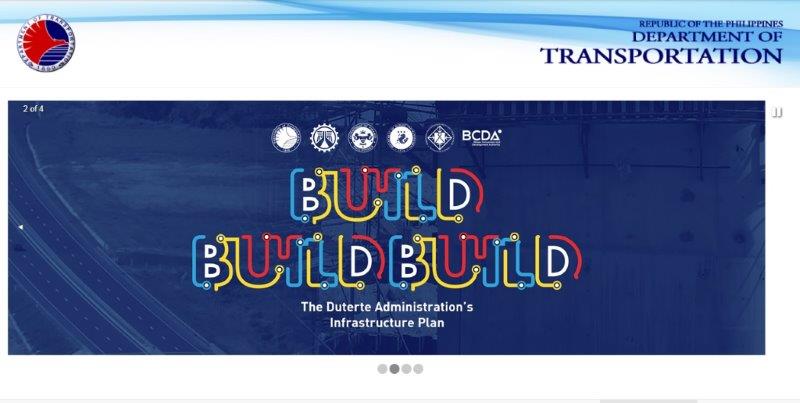 REPUBLIC OF THE PHILIPPINES
DEPARTMENT OF
TRANSPORTATION
2 of 4
BCDA
BUILD
BUILD BUILD
The Duterte Administration's
Infrastructure Plan